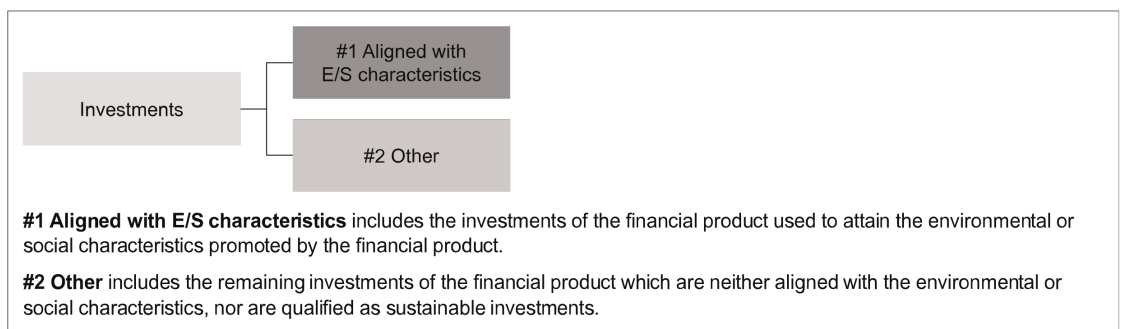 #1 Aligned with
E/S characteristics
Investments
#2 Other
#1 Aligned with E/S characteristics includes the investments of the financial product used to attain the environmental or
social characteristics promoted by the financial product.
#2 Other includes the remaining investments of the financial product which are neither aligned with the environmental or
social characteristics, nor are qualified as sustainable investments.